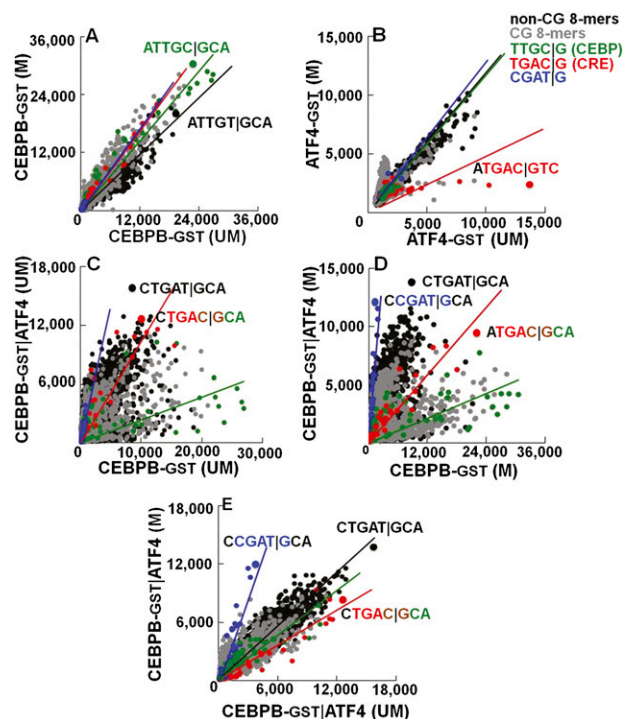 A
36,000
24,000
12,000
0
CEBPB-GST (M)
ATTGC|GCA
ATTGT|GCA
12,000 24,000 36,000
CEBPB-GST (UM)
B
non-CG 8-mers
CG 8-mers
TTGC|G (CEBP)
TGAC|G (CRE)
CGAT|G
15,000
10,000
5,000
0
ATF4-GST (M)
ATGAC|GTC
5,000 10,000 15,000
ATF4-GST (UM)
C
18,000
12,000
6,000
0
CEBPB-GST|ATF4 (UM)
CTGAT|GCA
CTGAC|GCA
10,000 20,000 30,000
CEBPB-GST (UM)
D
15,000
10,000
5,000
0
CEBPB-GST|ATF4 (M)
CTGAT|GCA
CCGAT|GCA
ATGAC|GCA
12,000 24,000 36,000
CEBPB-GST (M)
E
18,000
12,000
6,000
0
CEBPB-GST|ATF4 (M)
CTGAT|GCA
CCGAT|GCA
CTGAC|GCA
6,000 12,000 18,000
CEBPB-GST|ATF4 (UM)